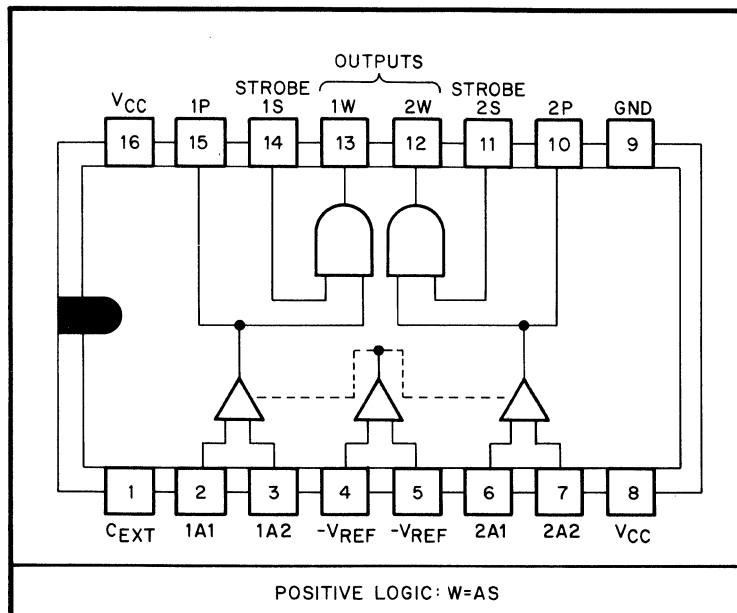 OUTPUTS
STROBE STROBE
VCC 1P 1S 1W 2W 2S 2P GND
16 15 14 13 12 11 10 9
1 2 3 4 5 6 7 8
CEXT 1A1 1A2 -VREF -VREF 2A1 2A2 VCC
POSITIVE LOGIC: W=AS